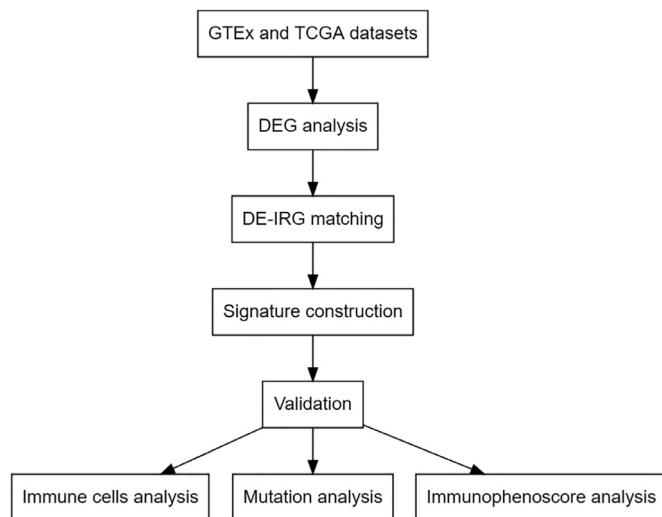 GTEx and TCGA datasets
DEG analysis
DE-IRG matching
Signature construction
Validation
Immune cells analysis
Mutation analysis
Immunophenoscore analysis